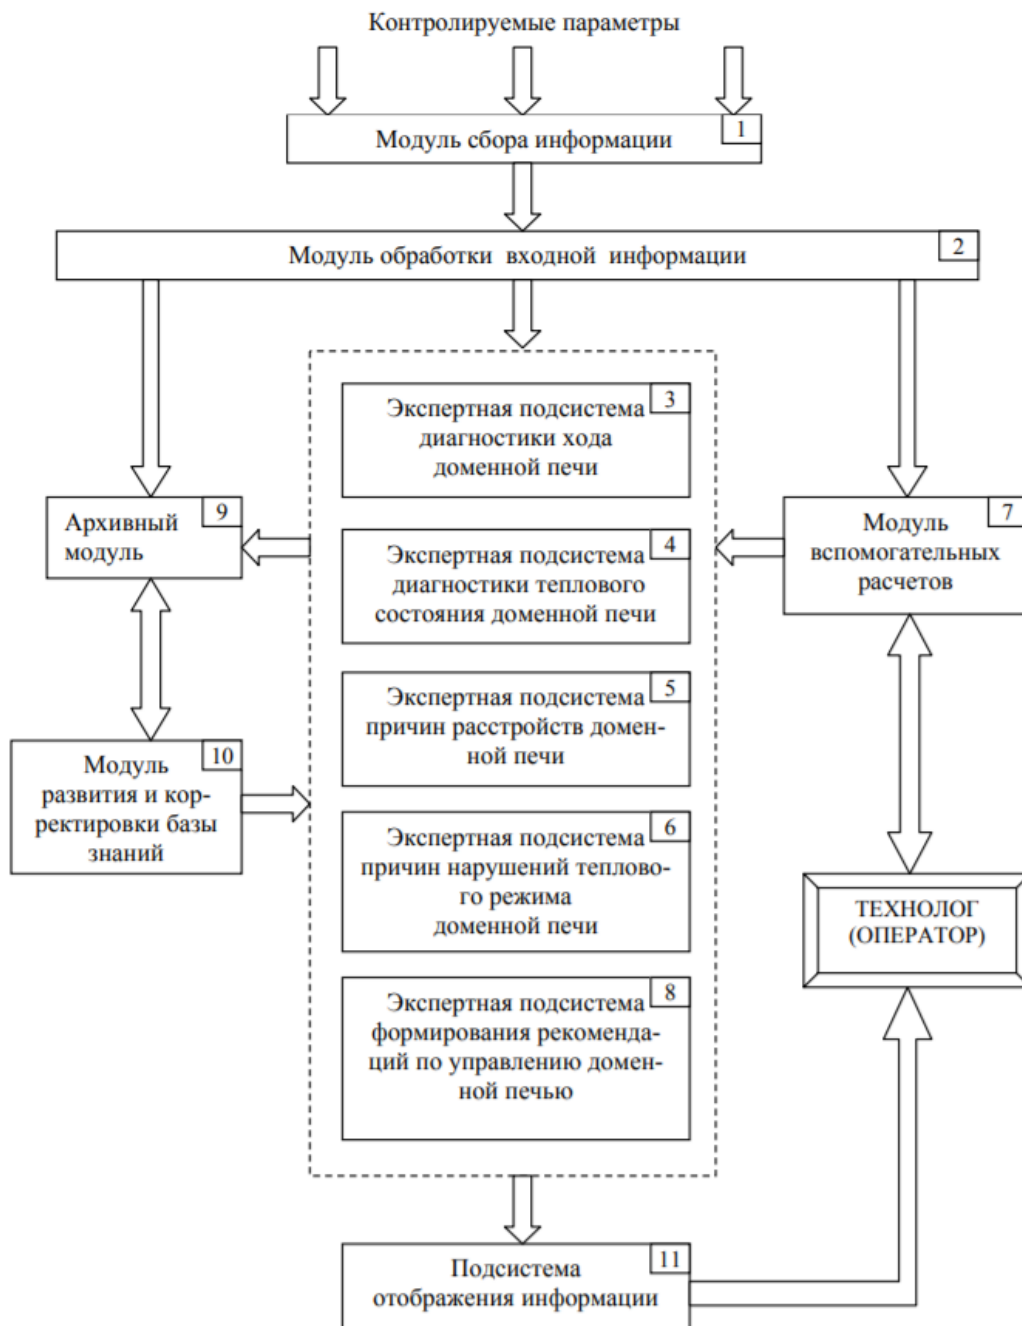 Контролируемые параметры
1
Модуль сбора информации
2
Модуль обработки входной информации
3
Экспертная подсистема
диагностики хода
доменной печи
9
Архивный
модуль
7
Модуль
вспомогательных
расчетов
4
Экспертная подсистема
диагностики теплового
состояния доменной печи
5
Экспертная подсистема
причин расстройств домен-
ной печи
10
Модуль
развития и кор-
ректировки базы
знаний
6
Экспертная подсистема
причин нарушений теплово-
го режима
доменной печи
ТЕХНОЛОГ
(ОПЕРАТОР)
8
Экспертная подсистема
формирования рекоменда-
ций по управлению домен-
ной печью
11
Подсистема
отображения информации